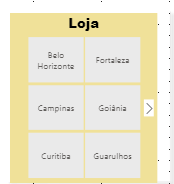 Loja
Belo
Horizonte
Fortaleza
Campinas
Goiânia
Curitiba
Guarulhos